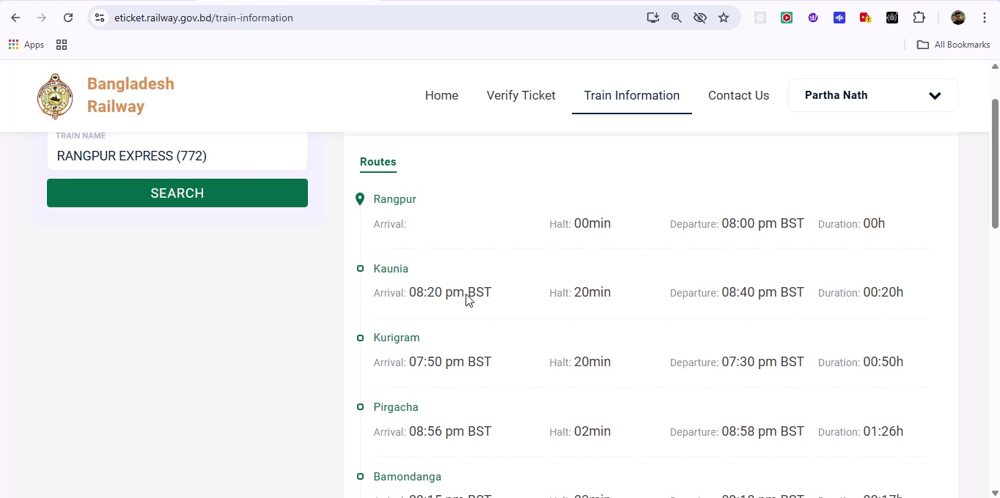 eticket.railway.gov.bd/train-information
Apps
All Bookmarks
Bangladesh
Railway
Home
Verify Ticket
Train Information
Contact Us
Partha Nath
TRAIN NAME
RANGPUR EXPRESS (772)
SEARCH
Routes
Rangpur
Arrival: Halt: 00min Departure: 08:00 pm BST Duration: 00h
Kaunia
Arrival: 08:20 pm BST Halt: 20min Departure: 08:40 pm BST Duration: 00:20h
Kurigram
Arrival: 07:50 pm BST Halt: 20min Departure: 07:30 pm BST Duration: 00:50h
Pirgacha
Arrival: 08:56 pm BST Halt: 02min Departure: 08:58 pm BST Duration: 01:26h
Bamondanga